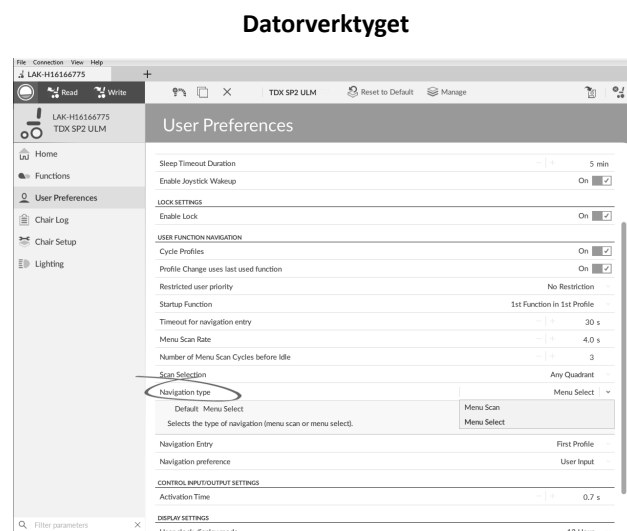 Datorverktyget
File Connection View Help
LAK-H16166775 +
Read Write TDX SP2 ULM Reset to Default Manage
LAK-H16166775
TDX SP2 ULM
User Preferences
Home
Functions
User Preferences
Chair Log
Chair Setup
Lighting
Sleep Timeout Duration − + 5 min
Enable Joystick Wakeup On
LOCK SETTINGS
Enable Lock On
USER FUNCTION NAVIGATION
Cycle Profiles On
Profile Change uses last used function On
Restricted user priority No Restriction
Startup Function 1st Function in 1st Profile
Timeout for navigation entry − + 30 s
Menu Scan Rate − + 4.0 s
Number of Menu Scan Cycles before Idle − + 3
Scan Selection Any Quadrant
Navigation type Menu Select
Default Menu Select
Selects the type of navigation (menu scan or menu select).
Menu Scan
Menu Select
Navigation Entry First Profile
Navigation preference User Input
CONTROL INPUT/OUTPUT SETTINGS
Activation Time − + 0.7 s
DISPLAY SETTINGS
Filter parameters